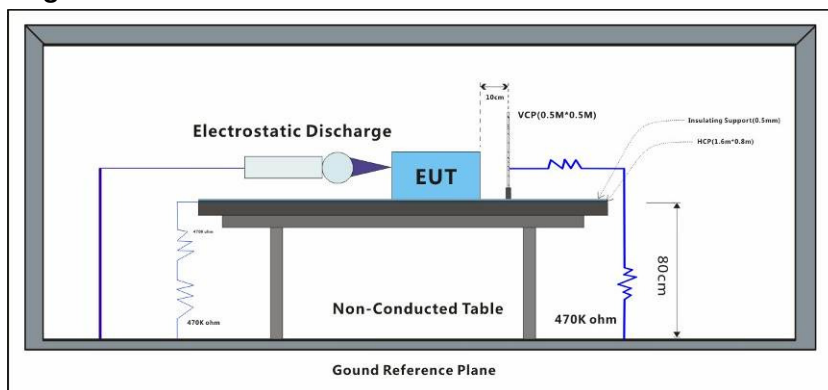 10cm
VCP(0.5M*0.5M)
Insulating Support(0.5mm)
Electrostatic Discharge
HCP(1.6m*0.8m)
EUT
470K ohm
80cm
Non-Conducted Table
470K ohm
470K ohm
Gound Reference Plane